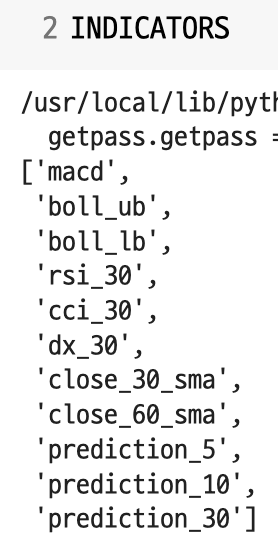 2 INDICATORS
/usr/local/lib/pyth
getpass.getpass =
['macd',
'boll_ub',
'boll_lb',
'rsi_30',
'cci_30',
'dx_30',
'close_30_sma',
'close_60_sma',
'prediction_5',
'prediction_10',
'prediction_30']